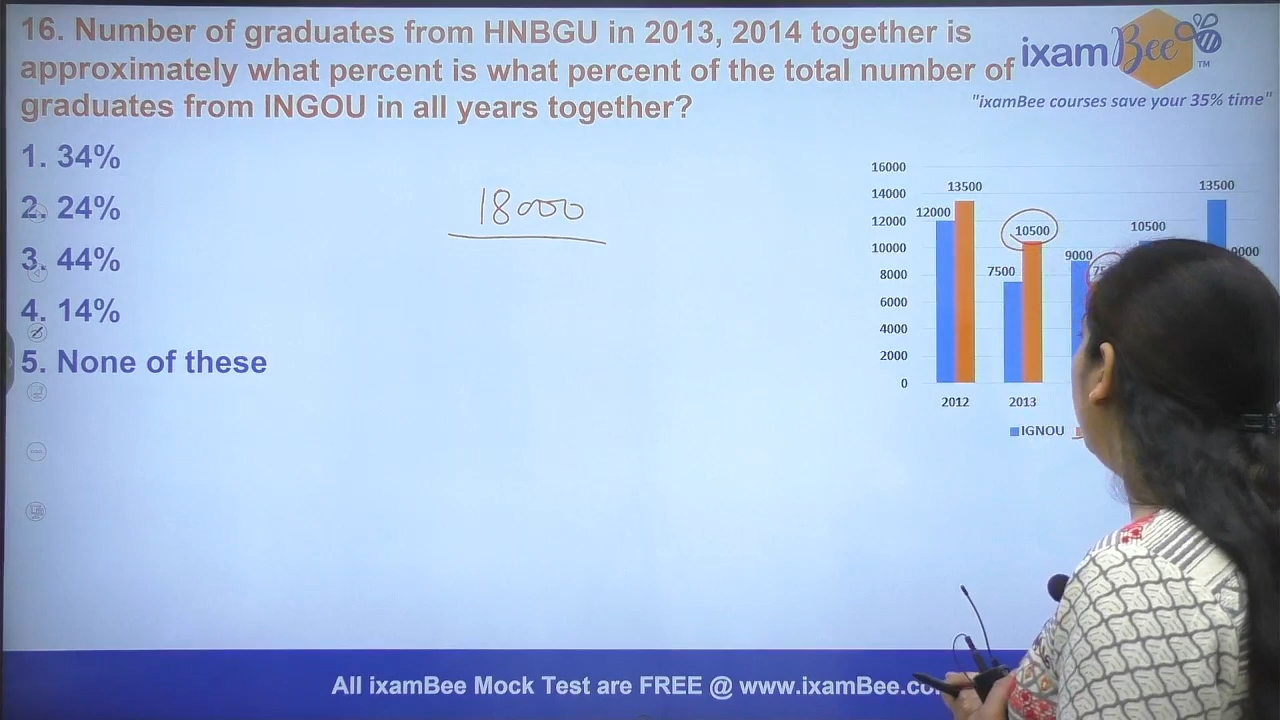 16. Number of graduates from HNBGU in 2013, 2014 together is
approximately what percent is what percent of the total number of
graduates from INGOU in all years together?
ixamBee TM
"ixamBee courses save your 35% time"
1. 34%
2. 24%
3. 44%
4. 14%
5. None of these
18000
16000
14000
12000
10000
8000
6000
4000
2000
0
12000
13500
7500
10500
9000
10500
13500
2012
2013
IGNOU
All ixamBee Mock Test are FREE @ www.ixamBee.co